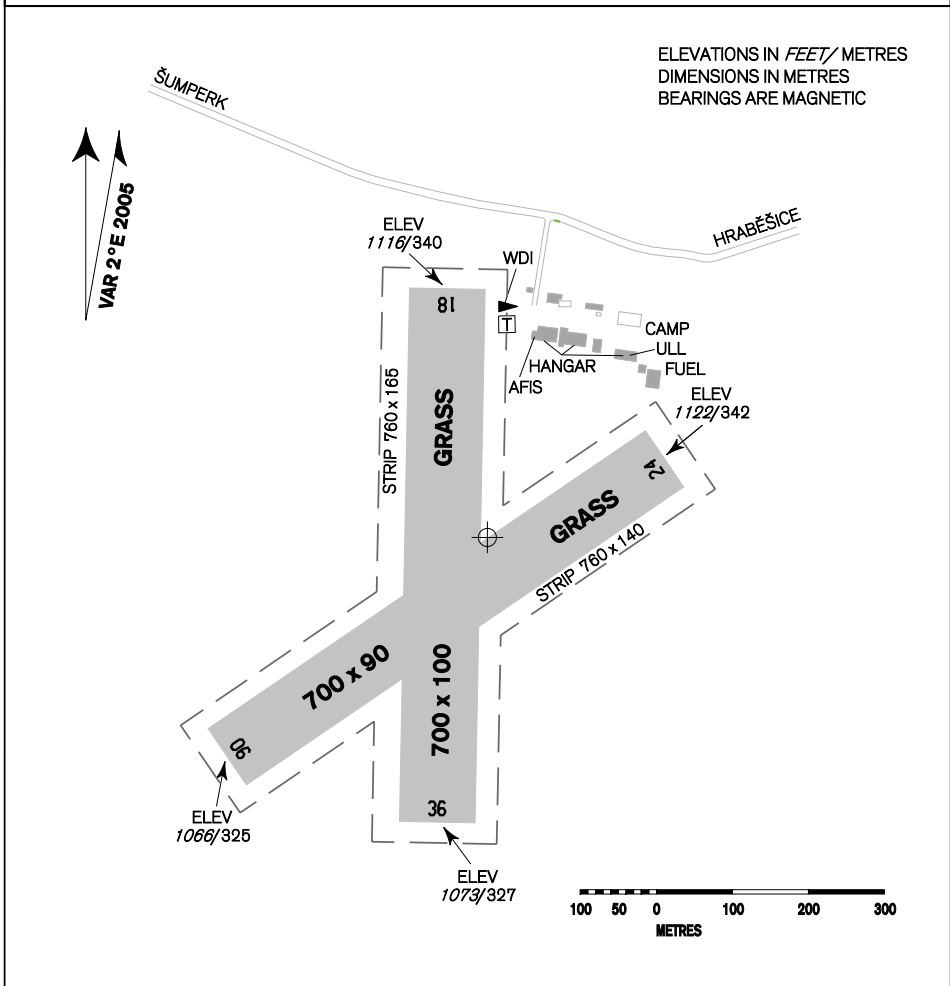 ELEVATIONS IN FEET/ METRES
DIMENSIONS IN METRES
BEARINGS ARE MAGNETIC
ŠUMPERK
VAR 2°E 2005
HRABĚŠICE
ELEV
1116/340
WDI
18
T
CAMP
ULL
HANGAR
FUEL
AFIS
ELEV
1122/342
STRIP 760 x 165
GRASS
24
GRASS
STRIP 760 x 140
700 x 90
700 x 100
06
36
ELEV
1066/325
ELEV
1073/327
100 50 0 100 200 300
METRES